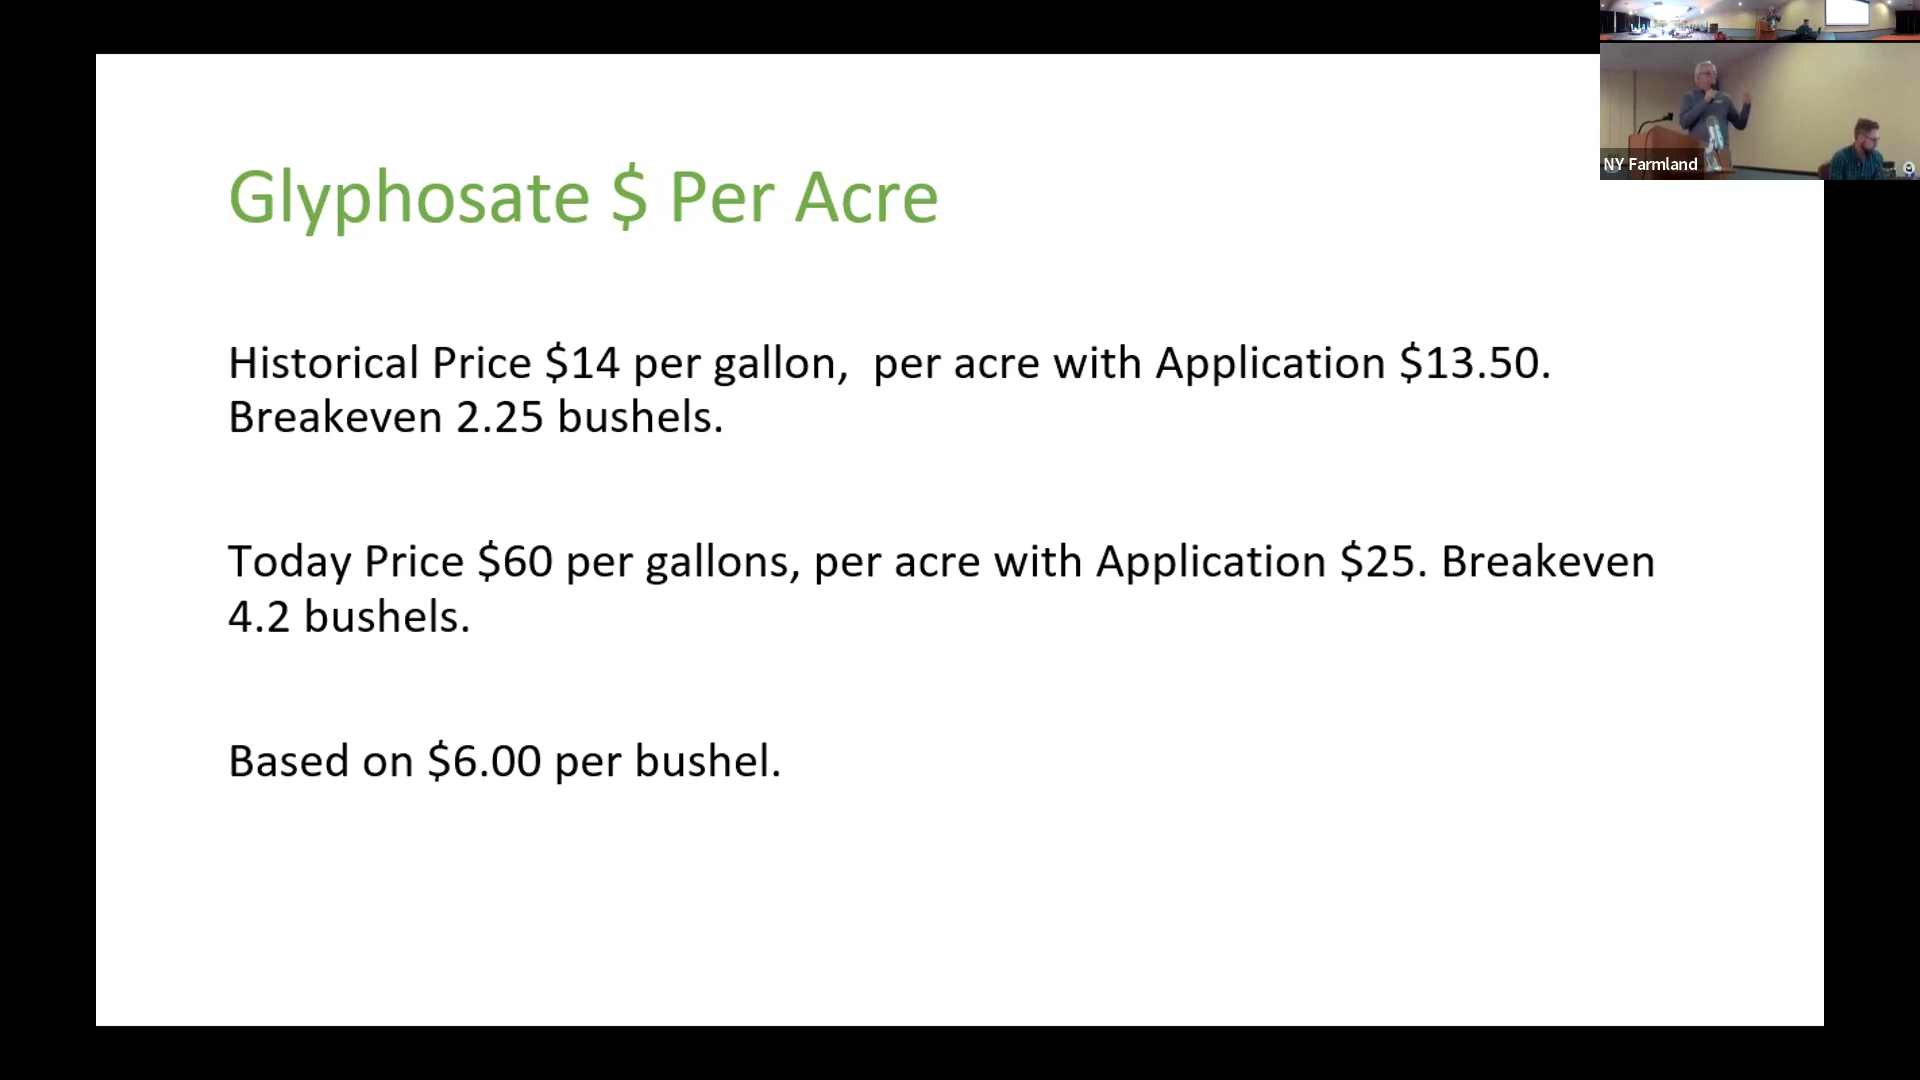 Glyphosate $ Per Acre
Historical Price $14 per gallon,  per acre with Application $13.50.
Breakeven 2.25 bushels.
Today Price $60 per gallons, per acre with Application $25. Breakeven
4.2 bushels.
Based on $6.00 per bushel.
NY Farmland